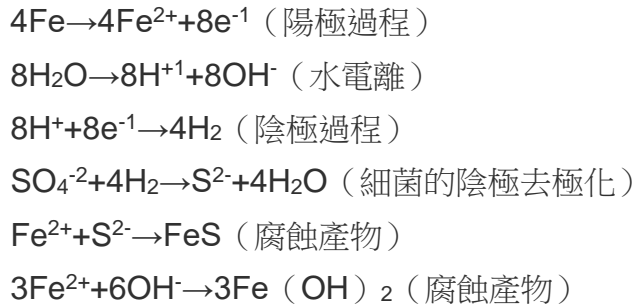 4Fe→4Fe²⁺+8e⁻¹（陽極過程）
8H₂O→8H⁺¹+8OH⁻（水電離）
8H⁺+8e⁻¹→4H₂（陰極過程）
SO₄⁻²+4H₂→S²⁻+4H₂O（細菌的陰極去極化）
Fe²⁺+S²⁻→FeS（腐蝕產物）
3Fe²⁺+6OH⁻→3Fe（OH）₂（腐蝕產物）